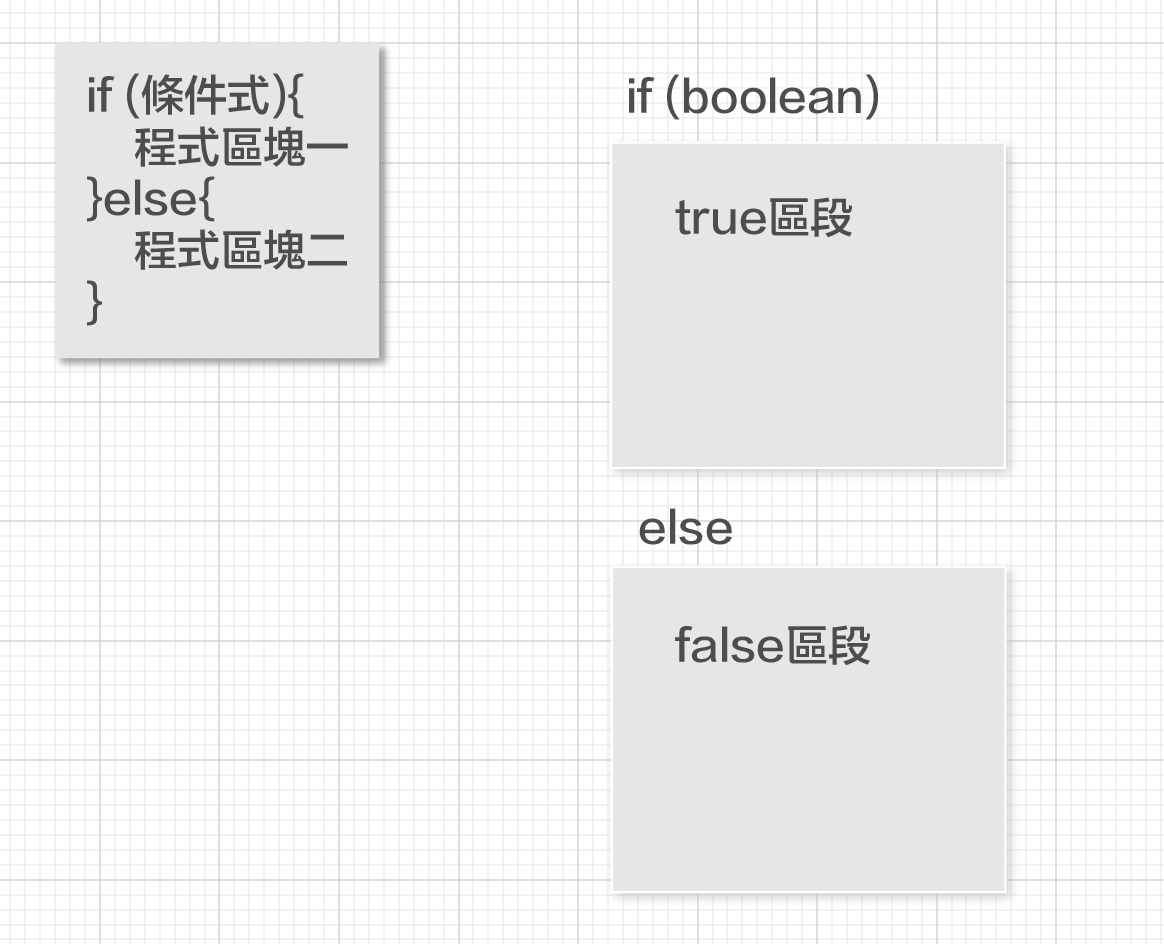 if (條件式){
程式區塊一
}else{
程式區塊二
}
if (boolean)
true區段
else
false區段